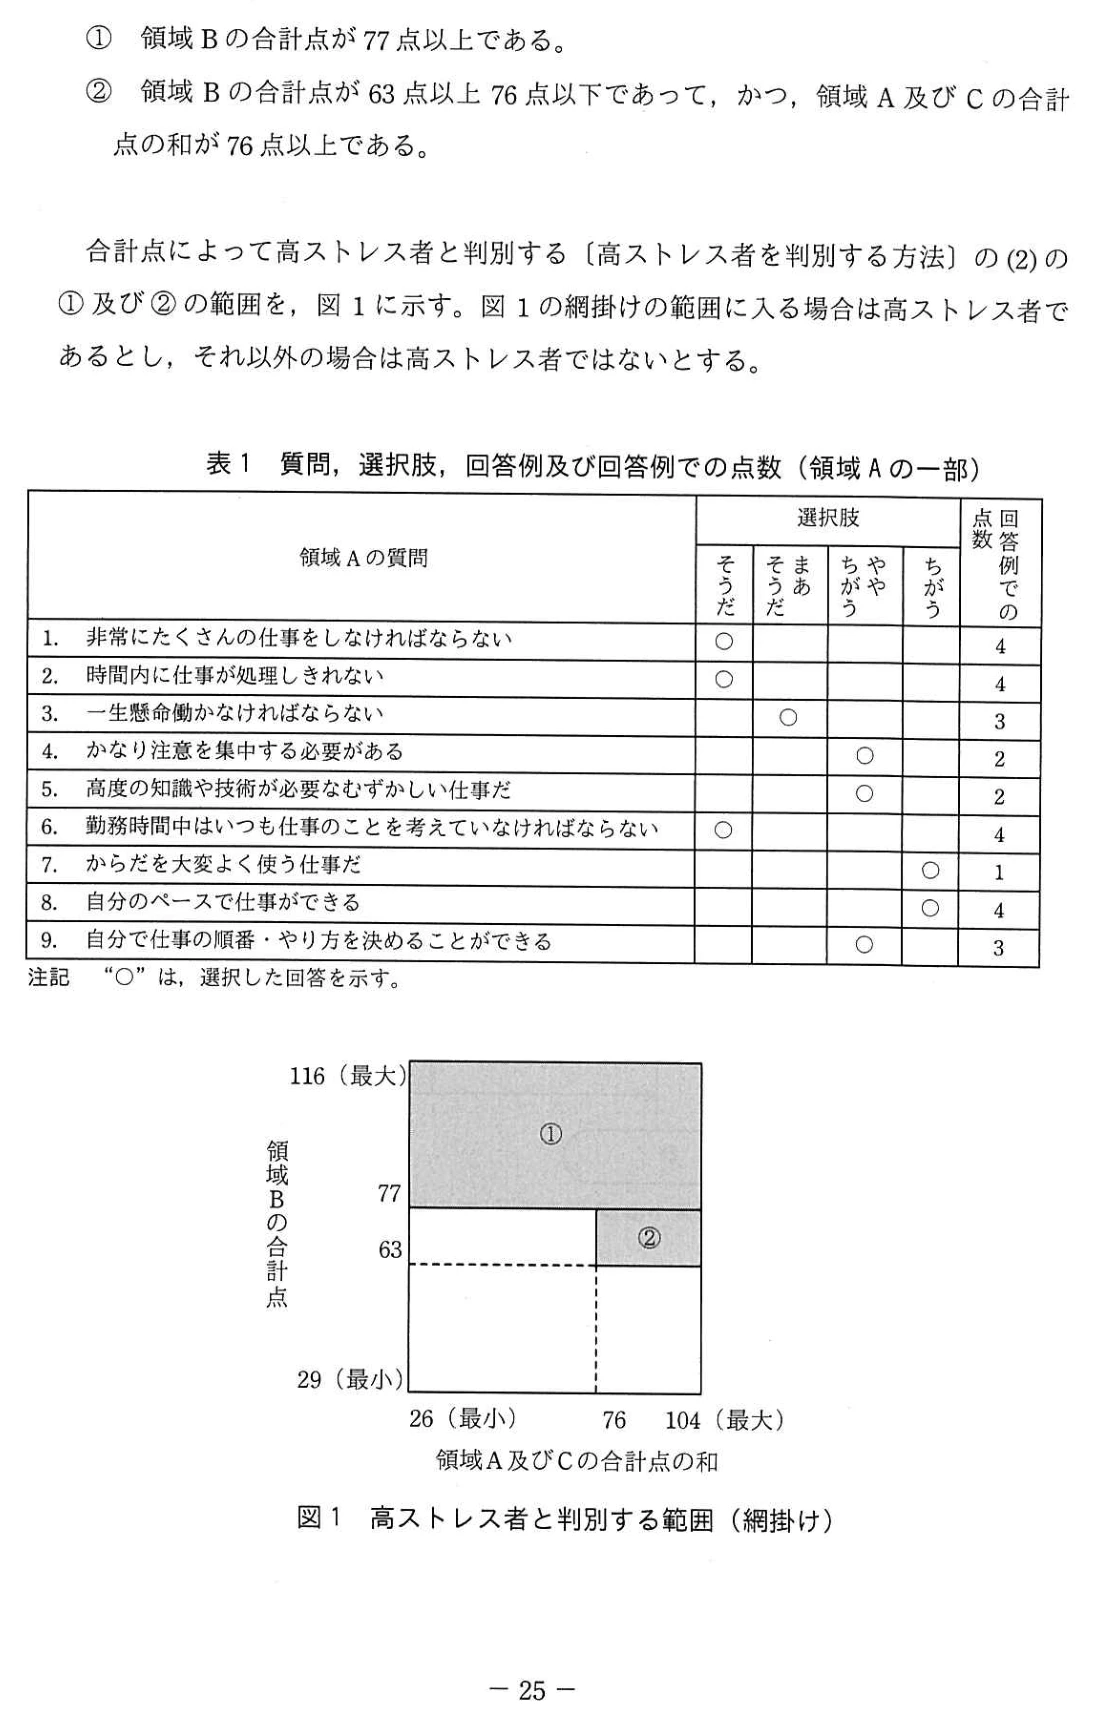 ① 領域Bの合計点が77点以上である。
② 領域Bの合計点が63点以上76点以下であって，かつ，領域A及びCの合計
点の和が76点以上である。
合計点によって高ストレス者と判別する〔高ストレス者を判別する方法〕の(2)の
①及び②の範囲を，図1に示す。図1の網掛けの範囲に入る場合は高ストレス者で
あるとし，それ以外の場合は高ストレス者ではないとする。
表1 質問，選択肢，回答例及び回答例での点数（領域Aの一部）
領域Aの質問 選択肢 回答例での点数
そうだ まあそうだ ややちがう ちがう
1. 非常にたくさんの仕事をしなければならない ○ 4
2. 時間内に仕事が処理しきれない ○ 4
3. 一生懸命働かなければならない ○ 3
4. かなり注意を集中する必要がある ○ 2
5. 高度の知識や技術が必要なむずかしい仕事だ ○ 2
6. 勤務時間中はいつも仕事のことを考えていなければならない ○ 4
7. からだを大変よく使う仕事だ ○ 1
8. 自分のペースで仕事ができる ○ 4
9. 自分で仕事の順番・やり方を決めることができる ○ 3
注記 “○”は，選択した回答を示す。
116（最大）
①
領域Bの合計点
77
②
63
29（最小）
26（最小） 76 104（最大）
領域A及びCの合計点の和
図1 高ストレス者と判別する範囲（網掛け）
－ 25 －